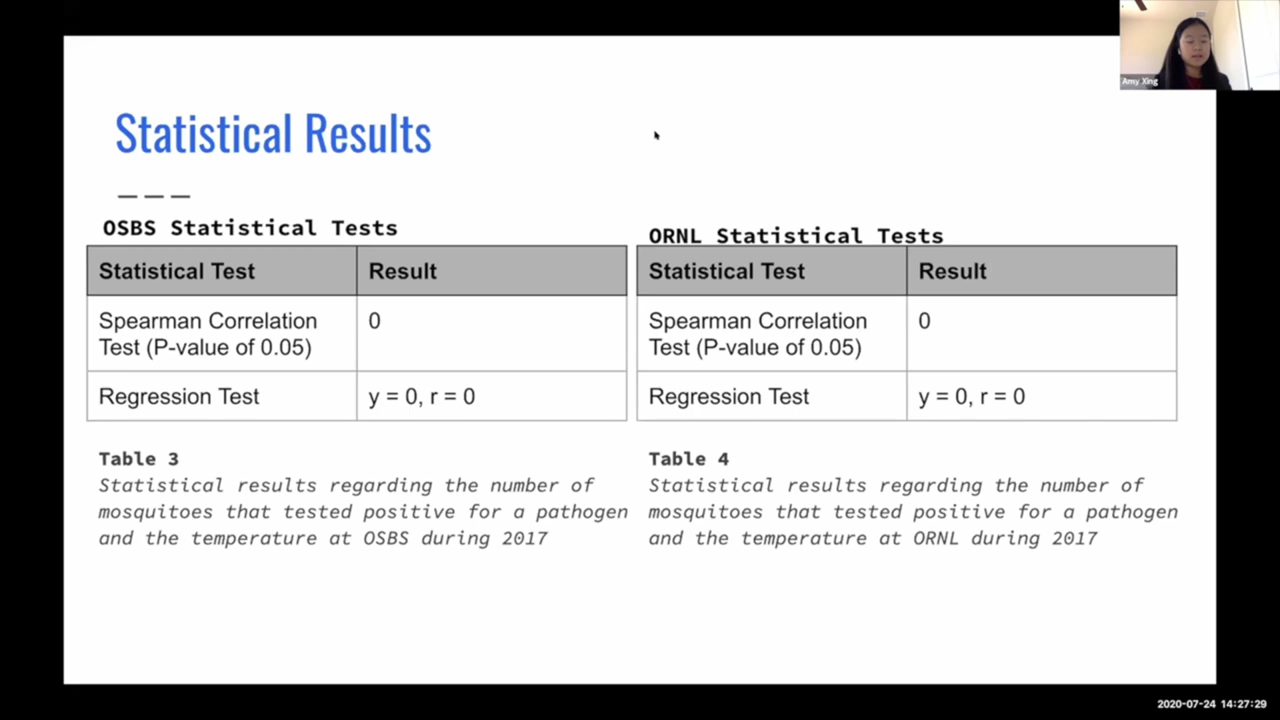 Amy Xing
Statistical Results
OSBS Statistical Tests
Statistical Test
Result
Spearman Correlation
Test (P-value of 0.05)
0
Regression Test
y = 0, r = 0
Table 3
Statistical results regarding the number of
mosquitoes that tested positive for a pathogen
and the temperature at OSBS during 2017
ORNL Statistical Tests
Statistical Test
Result
Spearman Correlation
Test (P-value of 0.05)
0
Regression Test
y = 0, r = 0
Table 4
Statistical results regarding the number of
mosquitoes that tested positive for a pathogen
and the temperature at ORNL during 2017
2020-07-24 14:27:29